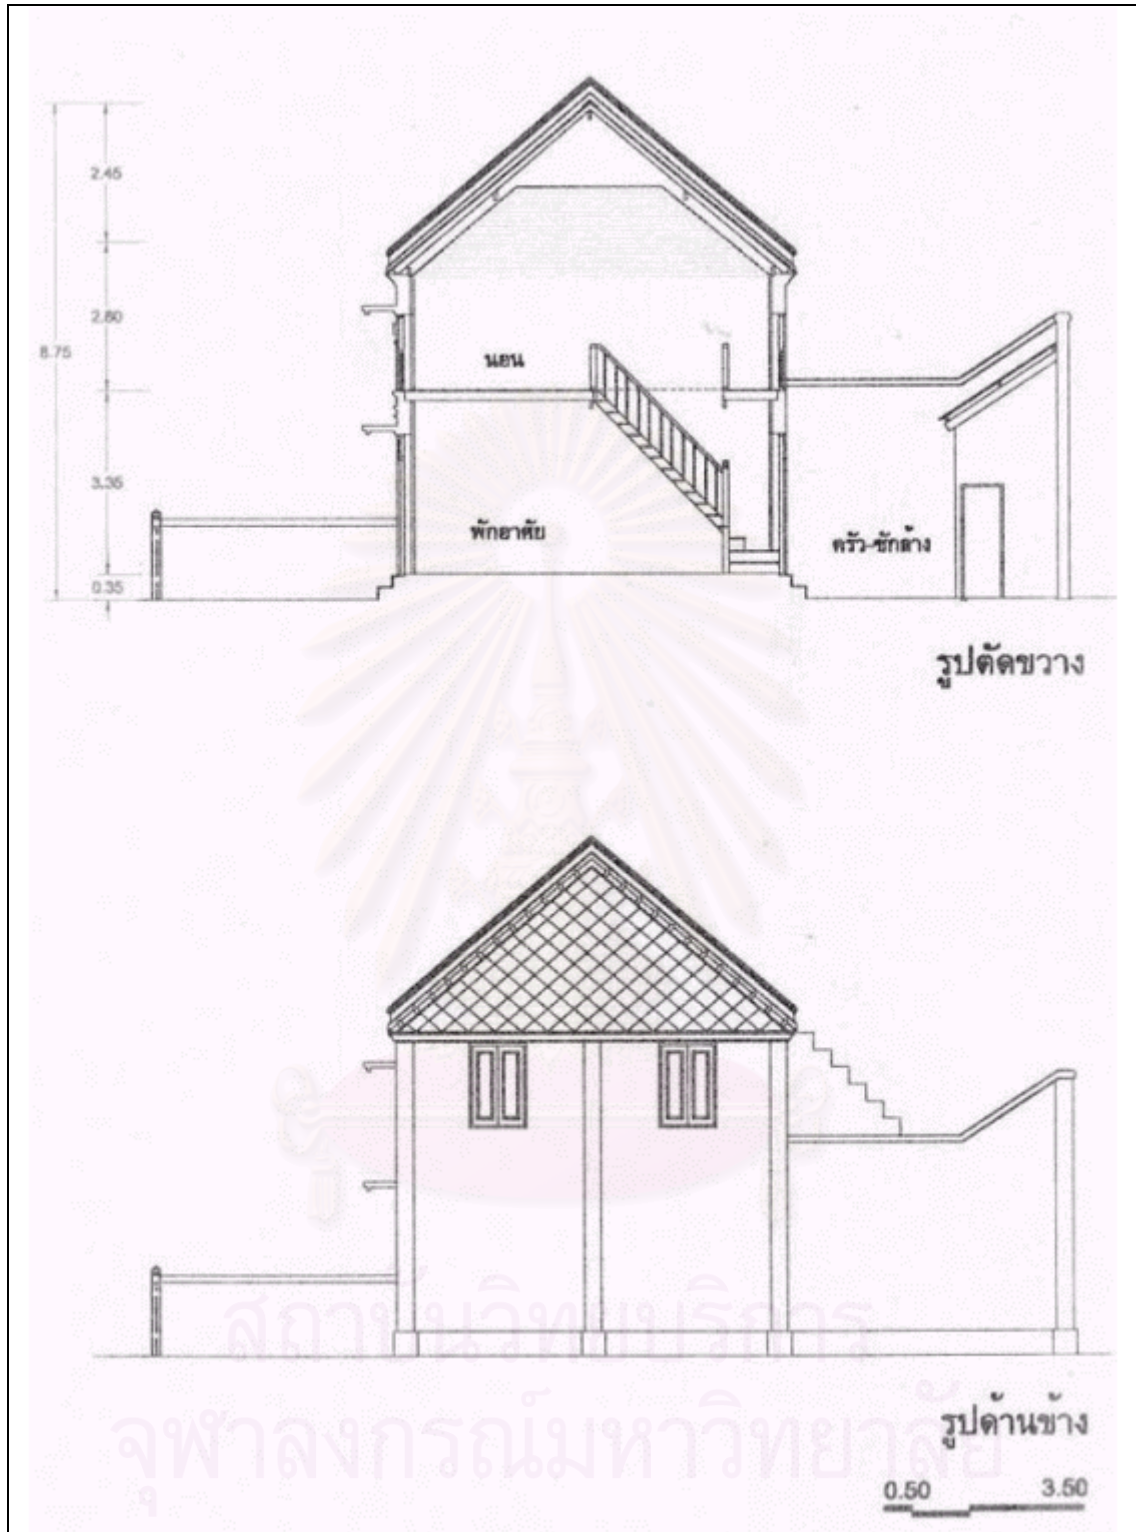 2.45
2.80
8.75
นอน
3.35
พักอาศัย
ครัว-ซักล้าง
0.35
รูปตัดขวาง
สถาบันวิทยบริการ
จุฬาลงกรณ์มหาวิทยาลัย
รูปด้านข้าง
0.50 3.50